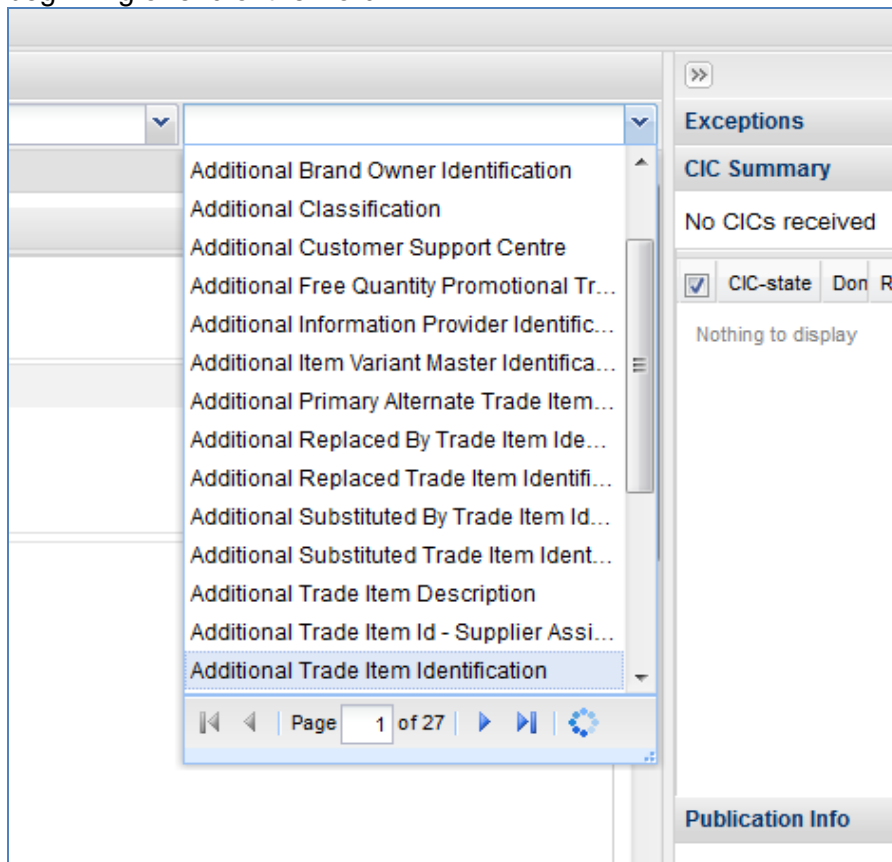 Exceptions
CIC Summary
No CICs received
CIC-state Don R
Nothing to display
Additional Brand Owner Identification
Additional Classification
Additional Customer Support Centre
Additional Free Quantity Promotional Tr...
Additional Information Provider Identific...
Additional Item Variant Master Identifica...
Additional Primary Alternate Trade Item...
Additional Replaced By Trade Item Ide...
Additional Replaced Trade Item Identifi...
Additional Substituted By Trade Item Id...
Additional Substituted Trade Item Ident...
Additional Trade Item Description
Additional Trade Item Id - Supplier Assi...
Additional Trade Item Identification
Page 1 of 27
Publication Info